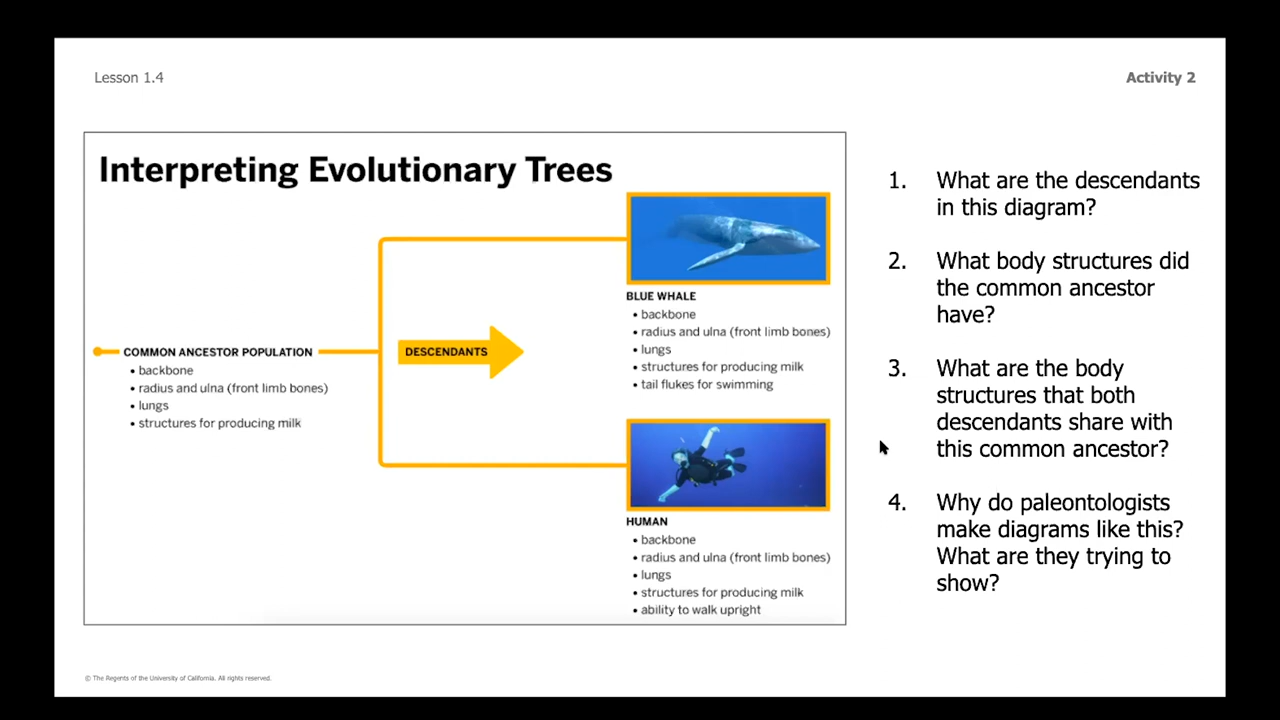 Lesson 1.4
Activity 2
Interpreting Evolutionary Trees
COMMON ANCESTOR POPULATION
• backbone
• radius and ulna (front limb bones)
• lungs
• structures for producing milk
DESCENDANTS
BLUE WHALE
• backbone
• radius and ulna (front limb bones)
• lungs
• structures for producing milk
• tail flukes for swimming
HUMAN
• backbone
• radius and ulna (front limb bones)
• lungs
• structures for producing milk
• ability to walk upright
1. What are the descendants
in this diagram?
2. What body structures did
the common ancestor
have?
3. What are the body
structures that both
descendants share with
this common ancestor?
4. Why do paleontologists
make diagrams like this?
What are they trying to
show?
© The Regents of the University of California. All rights reserved.